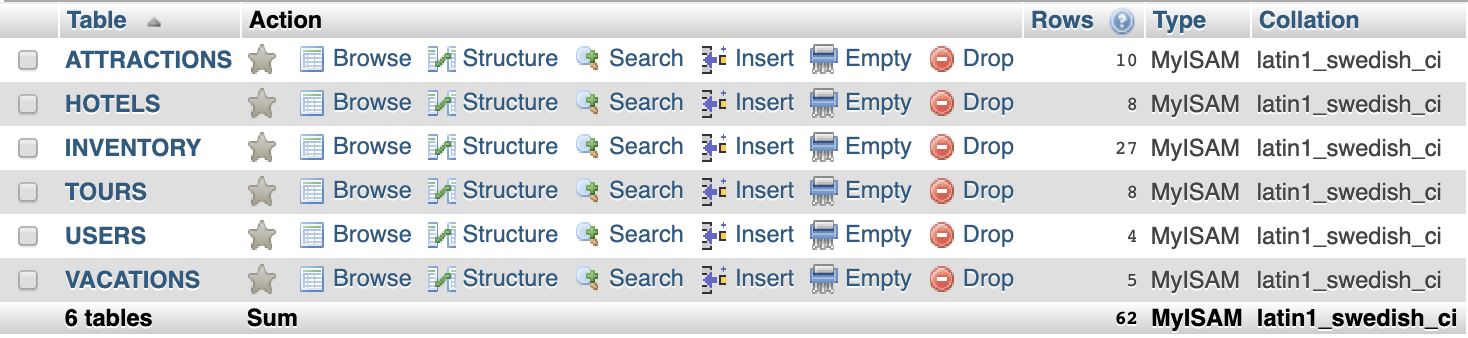 Table Action Rows Type Collation
ATTRACTIONS Browse Structure Search Insert Empty Drop 10 MyISAM latin1_swedish_ci
HOTELS Browse Structure Search Insert Empty Drop 8 MyISAM latin1_swedish_ci
INVENTORY Browse Structure Search Insert Empty Drop 27 MyISAM latin1_swedish_ci
TOURS Browse Structure Search Insert Empty Drop 8 MyISAM latin1_swedish_ci
USERS Browse Structure Search Insert Empty Drop 4 MyISAM latin1_swedish_ci
VACATIONS Browse Structure Search Insert Empty Drop 5 MyISAM latin1_swedish_ci
6 tables Sum 62 MyISAM latin1_swedish_ci